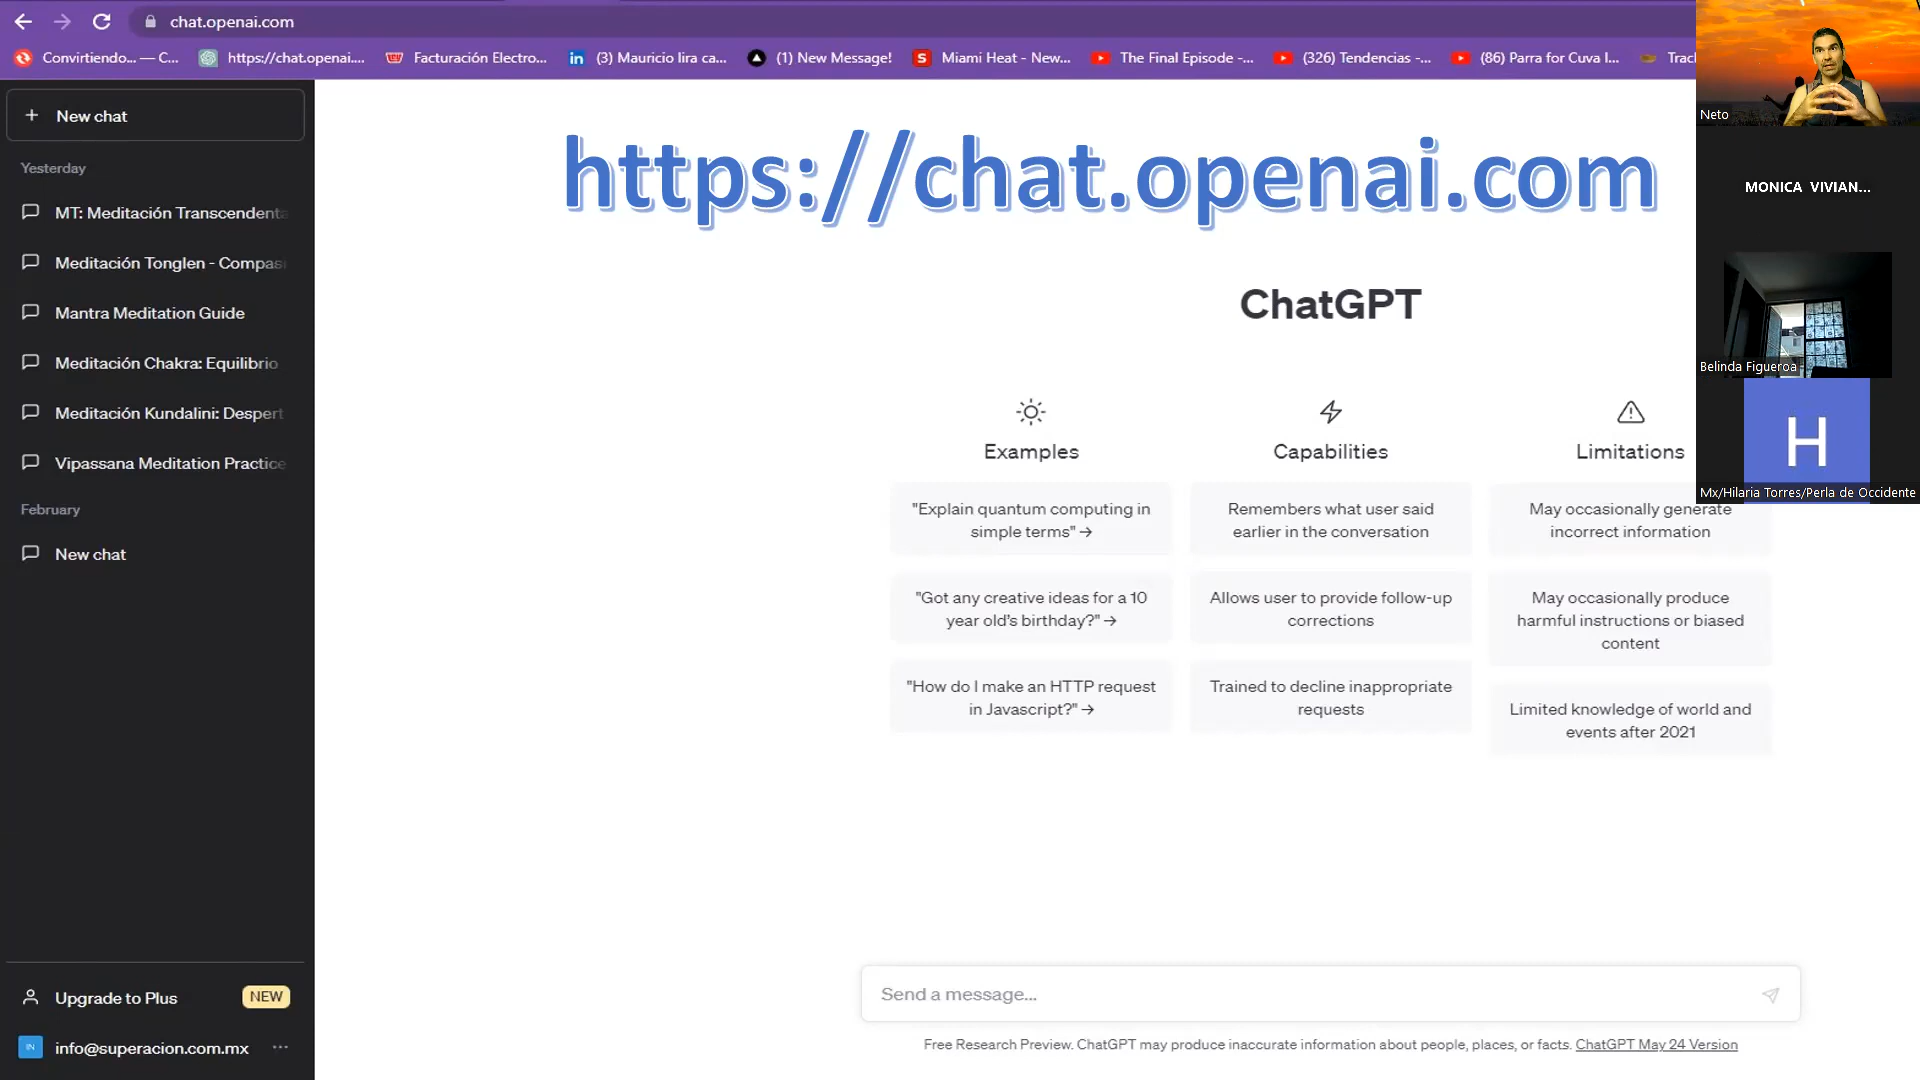 chat.openai.com
Convirtiendo... — C...
https://chat.openai....
Facturación Electro...
(3) Mauricio lira ca...
(1) New Message!
Miami Heat - New...
The Final Episode -...
(326) Tendencias -...
(86) Parra for Cuva I...
Neto
MONICA VIVIAN...
Belinda Figueroa
H
Mx/Hilaria Torres/Perla de Occidente
New chat
Yesterday
MT: Meditación Transcendenta
Meditación Tonglen - Compas
Mantra Meditation Guide
Meditación Chakra: Equilibrio
Meditación Kundalini: Despert
Vipassana Meditation Practice
February
New chat
Upgrade to Plus
NEW
IN
info@superacion.com.mx
https://chat.openai.com
ChatGPT
Examples
"Explain quantum computing in
simple terms" →
"Got any creative ideas for a 10
year old's birthday?" →
"How do I make an HTTP request
in Javascript?" →
Capabilities
Remembers what user said
earlier in the conversation
Allows user to provide follow-up
corrections
Trained to decline inappropriate
requests
Limitations
May occasionally generate
incorrect information
May occasionally produce
harmful instructions or biased
content
Limited knowledge of world and
events after 2021
Send a message...
Free Research Preview. ChatGPT may produce inaccurate information about people, places, or facts. ChatGPT May 24 Version